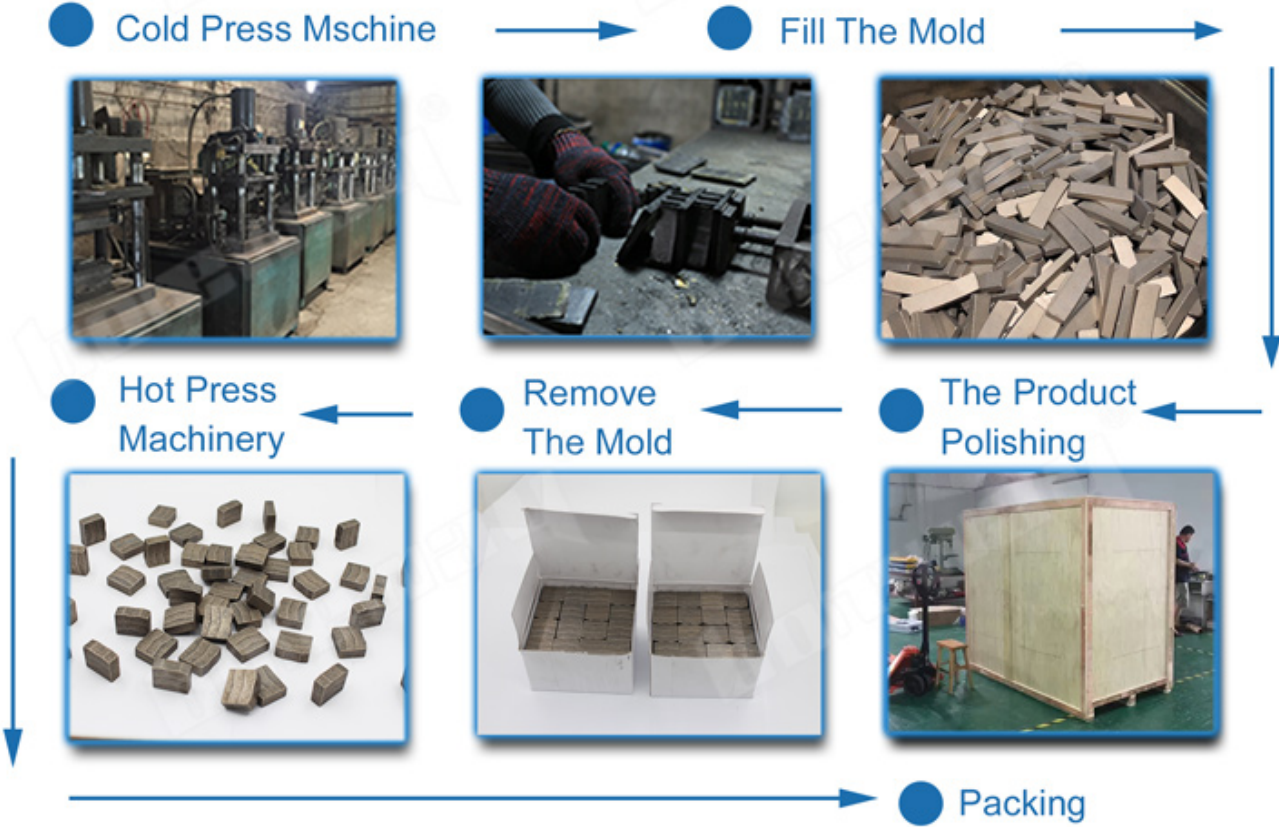 Cold Press Mschine
Fill The Mold
Hot Press
Machinery
Remove
The Mold
The Product
Polishing
Packing